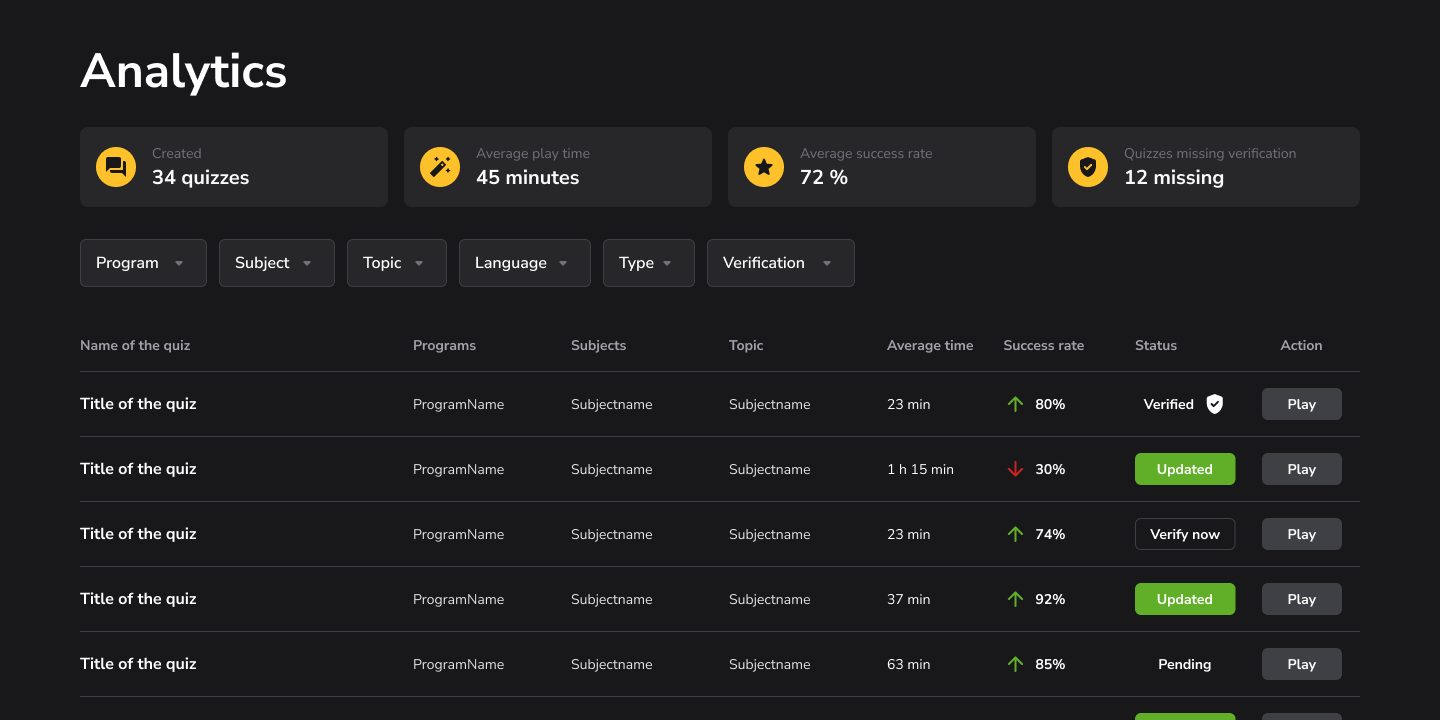 Analytics
Created
34 quizzes
Average play time
45 minutes
Average success rate
72 %
Quizzes missing verification
12 missing
Program Subject Topic Language Type Verification
Name of the quiz Programs Subjects Topic Average time Success rate Status Action
Title of the quiz ProgramName Subjectname Subjectname 23 min 80% Verified Play
Title of the quiz ProgramName Subjectname Subjectname 1 h 15 min 30% Updated Play
Title of the quiz ProgramName Subjectname Subjectname 23 min 74% Verify now Play
Title of the quiz ProgramName Subjectname Subjectname 37 min 92% Updated Play
Title of the quiz ProgramName Subjectname Subjectname 63 min 85% Pending Play